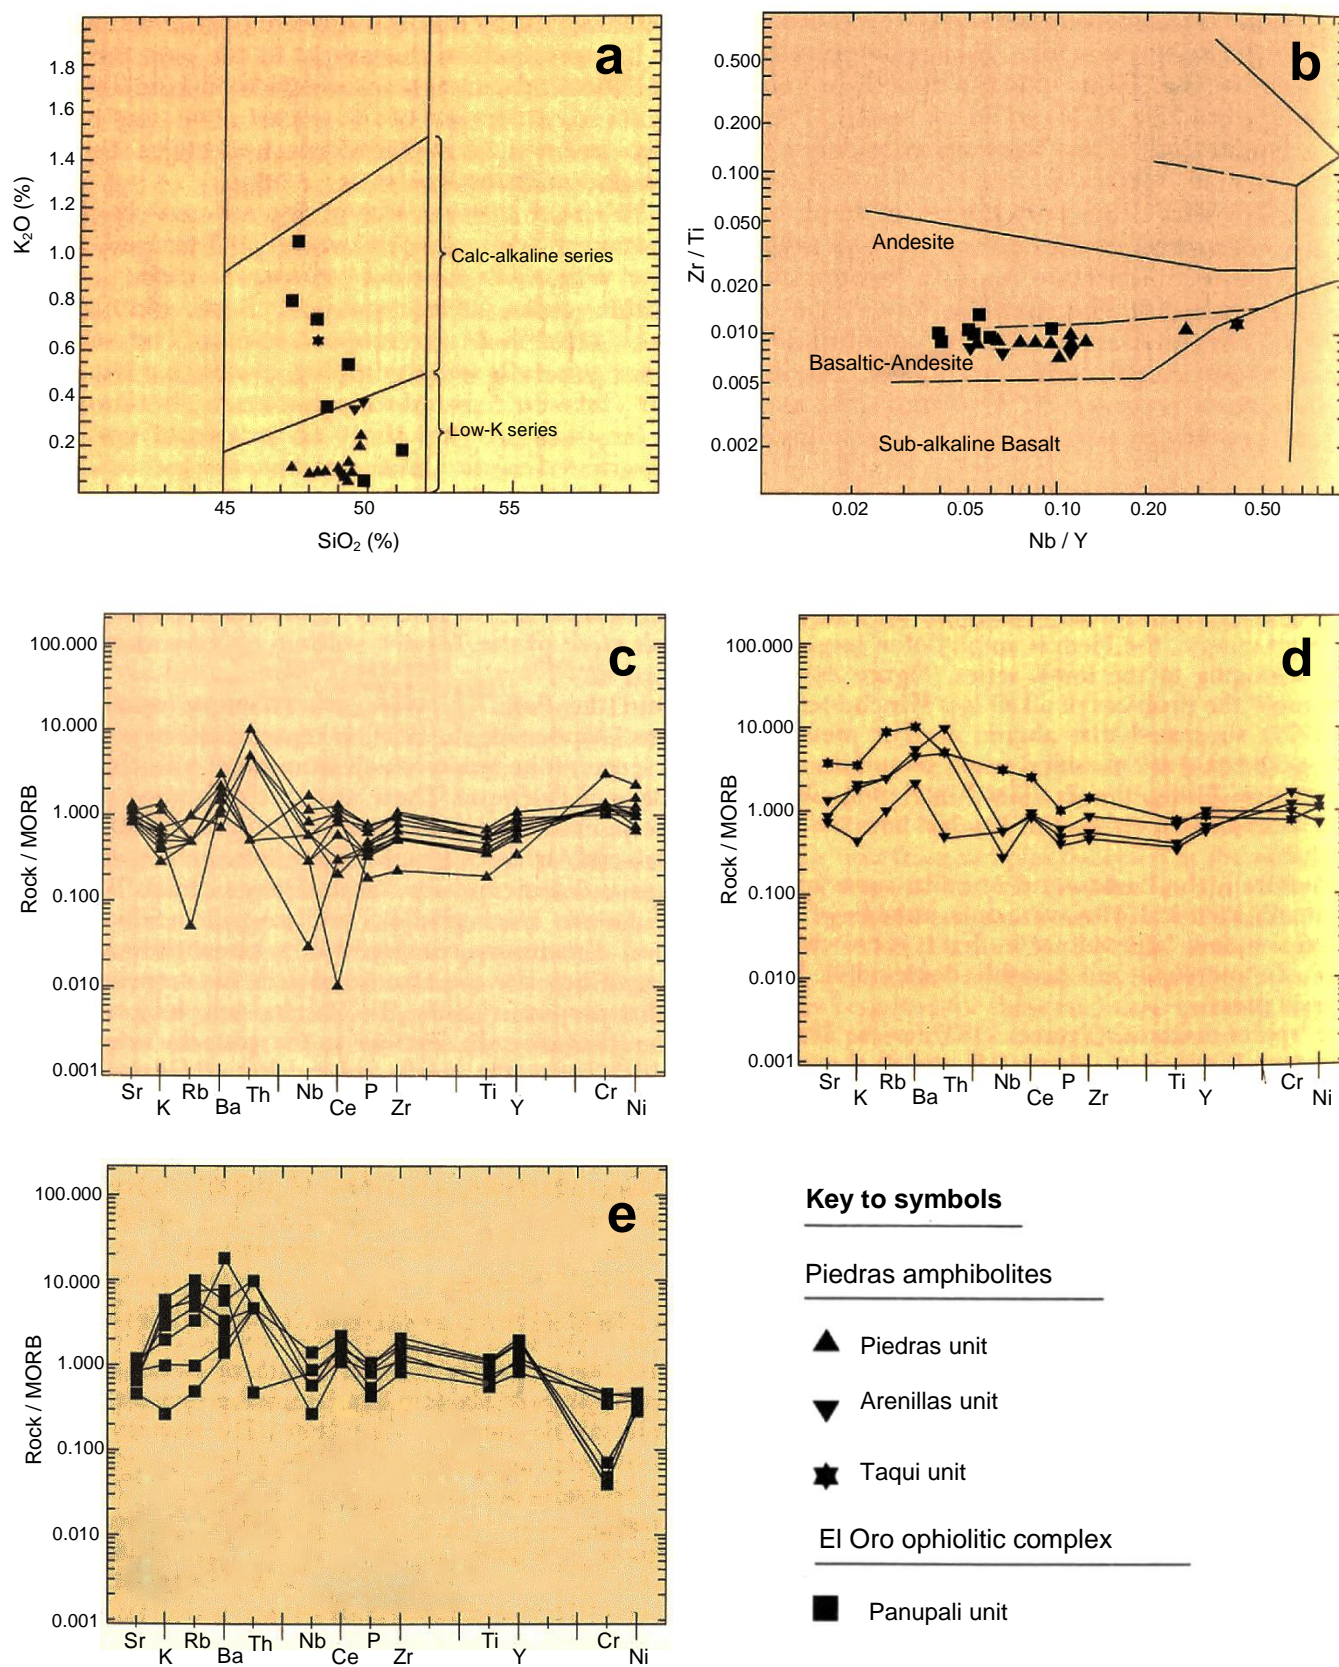 a
1.8
1.6
1.4
1.2
1.0
0.8
0.6
0.4
0.2
K₂O (%)
Calc-alkaline series
Low-K series
45 50 55
SiO₂ (%)
b
0.500
0.200
0.100
0.050
0.020
0.010
0.005
0.002
Zr / Ti
Andesite
Basaltic-Andesite
Sub-alkaline Basalt
0.02 0.05 0.10 0.20 0.50
Nb / Y
c
100.000
10.000
1.000
0.100
0.010
0.001
Rock / MORB
Sr K Rb Ba Th Nb Ce P Zr Ti Y Cr Ni
d
100.000
10.000
1.000
0.100
0.010
0.001
Rock / MORB
Sr K Rb Ba Th Nb Ce P Zr Ti Y Cr Ni
e
100.000
10.000
1.000
0.100
0.010
0.001
Rock / MORB
Sr K Rb Ba Th Nb Ce P Zr Ti Y Cr Ni
Key to symbols
Piedras amphibolites
Piedras unit
Arenillas unit
Taqui unit
El Oro ophiolitic complex
Panupali unit